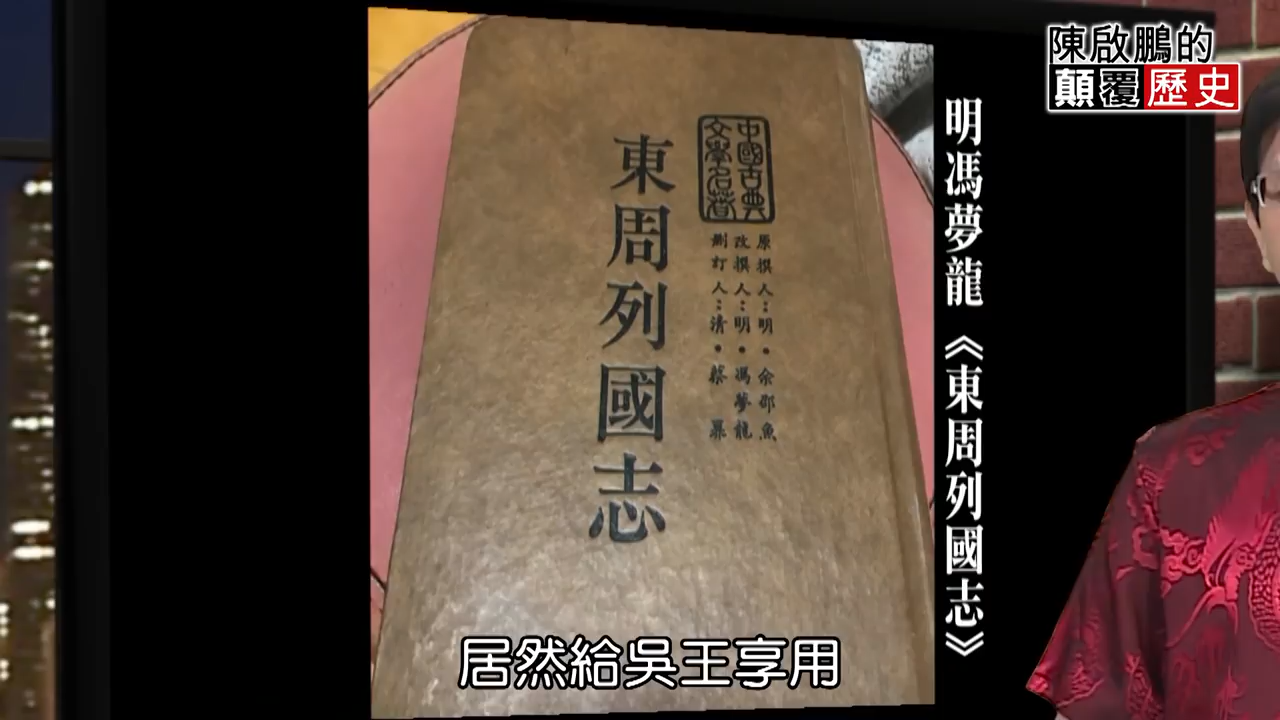 陳啟鵬的
顛覆歷史
明馮夢龍《東周列國志》
中國古典
文學名著
原撰人：明・余邵魚
改撰人：明・馮夢龍
刪訂人：清・蔡奡
東周列國志
居然給吳王享用